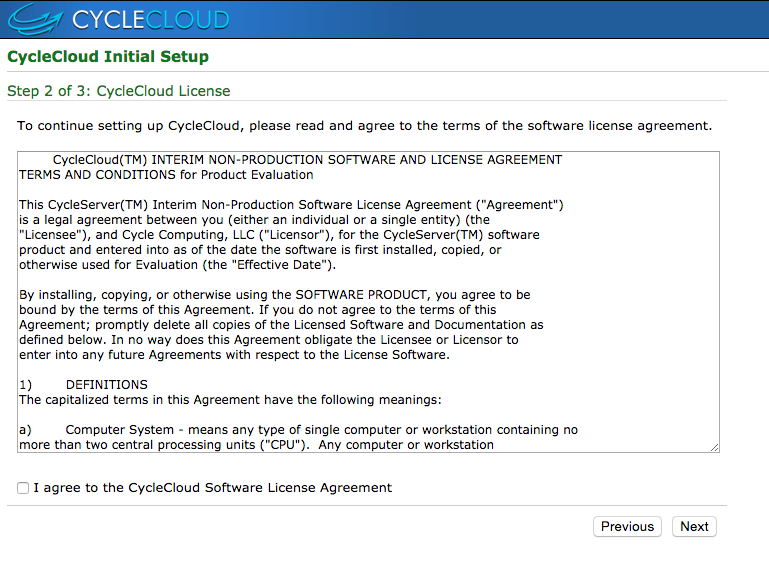 CYCLECLOUD
CycleCloud Initial Setup
Step 2 of 3: CycleCloud License
To continue setting up CycleCloud, please read and agree to the terms of the software license agreement.
CycleCloud(TM) INTERIM NON-PRODUCTION SOFTWARE AND LICENSE AGREEMENT
TERMS AND CONDITIONS for Product Evaluation
This CycleServer(TM) Interim Non-Production Software License Agreement ("Agreement")
is a legal agreement between you (either an individual or a single entity) (the
"Licensee"), and Cycle Computing, LLC ("Licensor"), for the CycleServer(TM) software
product and entered into as of the date the software is first installed, copied, or
otherwise used for Evaluation (the "Effective Date").
By installing, copying, or otherwise using the SOFTWARE PRODUCT, you agree to be
bound by the terms of this Agreement. If you do not agree to the terms of this
Agreement; promptly delete all copies of the Licensed Software and Documentation as
defined below. In no way does this Agreement obligate the Licensee or Licensor to
enter into any future Agreements with respect to the License Software.
1) DEFINITIONS
The capitalized terms in this Agreement have the following meanings:
a) Computer System - means any type of single computer or workstation containing no
more than two central processing units ("CPU"). Any computer or workstation
I agree to the CycleCloud Software License Agreement
Previous Next